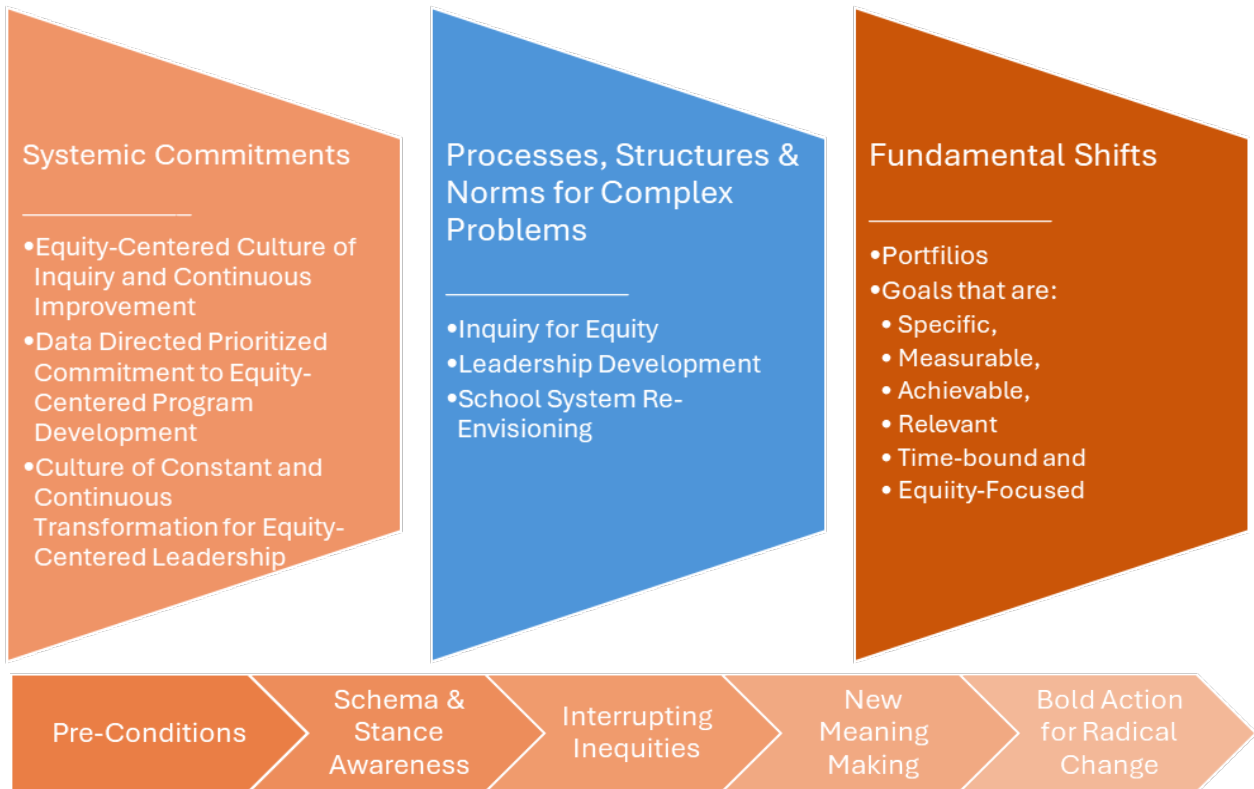 Systemic Commitments
•Equity-Centered Culture of
Inquiry and Continuous
Improvement
•Data Directed Prioritized
Commitment to Equity-
Centered Program
Development
•Culture of Constant and
Continuous
Transformation for Equity-
Centered Leadership
Processes, Structures &
Norms for Complex
Problems
•Inquiry for Equity
•Leadership Development
•School System Re-
Envisioning
Fundamental Shifts
•Portfilios
•Goals that are:
• Specific,
• Measurable,
• Achievable,
• Relevant
• Time-bound and
• Equiity-Focused
Pre-Conditions
Schema &
Stance
Awareness
Interrupting
Inequities
New
Meaning
Making
Bold Action
for Radical
Change